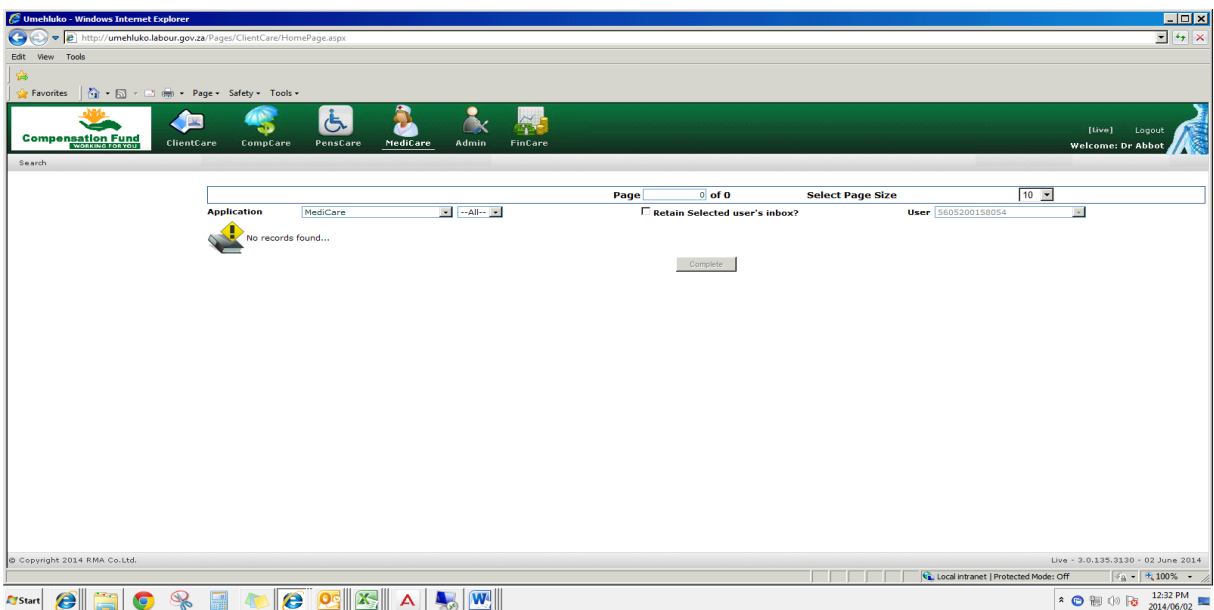 Umehluko - Windows Internet Explorer
http://umehluko.labour.gov.za/Pages/ClientCare/HomePage.aspx
Edit View Tools
Favorites Page Safety Tools
Compensation Fund
WORKING FOR YOU
ClientCare CompCare PensCare MediCare Admin FinCare
[Live] Logout
Welcome: Dr Abbot
Search
Page 0 of 0 Select Page Size 10
Application MediCare --All-- Retain Selected user's inbox? User 5605200158054
No records found...
Complete
© Copyright 2014 RMA Co.Ltd. Live - 3.0.135.3130 - 02 June 2014
Local intranet | Protected Mode: Off 100%
Start 12:32 PM
2014/06/02